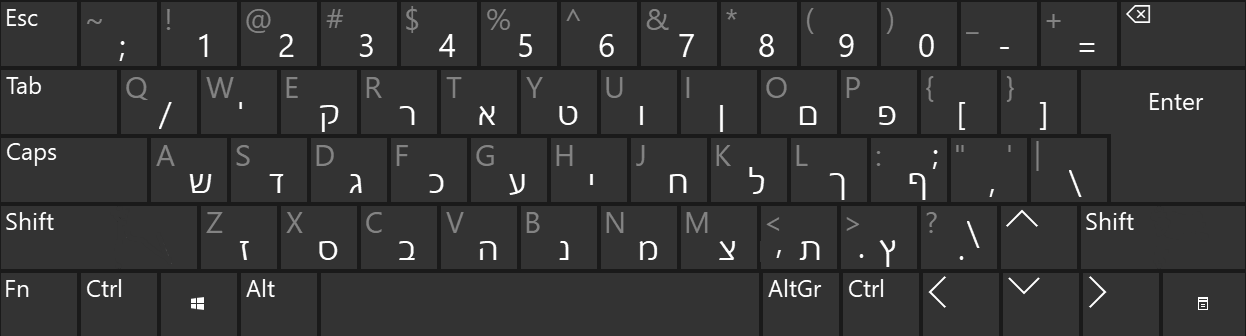 Esc ~ ; ! 1 @ 2 # 3 $ 4 % 5 ^ 6 & 7 * 8 ( 9 ) 0 _ - + =
Tab Q / W ' E ק R ר T א Y ט U ו I ן O ם P פ { [ } ] Enter
Caps A ש S ד D ג F כ G ע H י J ח K ל L ך : ; ף " ' , | \
Shift Z ז X ס C ב V ה B נ N מ M צ < , ת > . ץ ? . \ Shift
Fn Ctrl Alt AltGr Ctrl